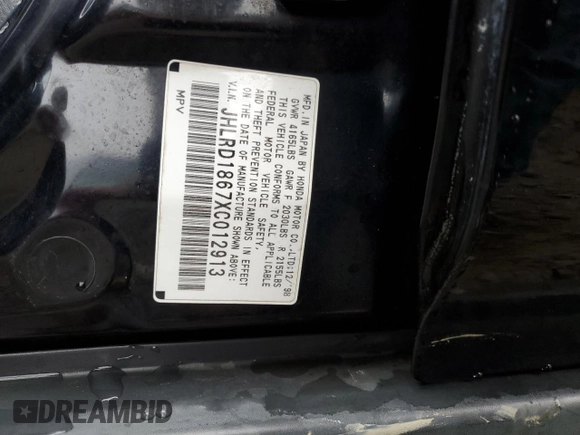 MFD. IN JAPAN BY HONDA MOTOR CO., LTD: 12/'98
GVWR 4165LBS GAWR F 2030LBS R 2155LBS
THIS VEHICLE CONFORMS TO ALL APPLICABLE
FEDERAL MOTOR VEHICLE SAFETY,
AND THEFT PREVENTION STANDARDS IN EFFECT
ON THE DATE OF MANUFACTURE SHOWN ABOVE:
V.I.N. JHLRD1867XC012913
MPV
DREAMBID